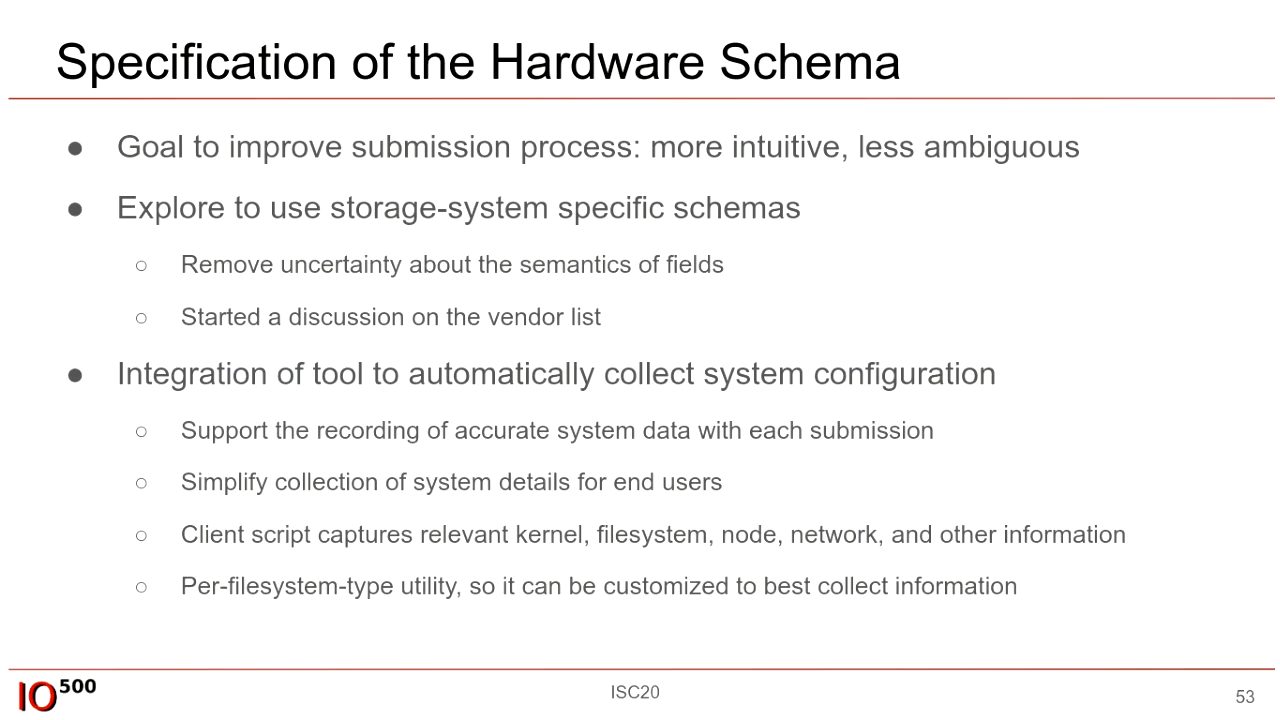 Specification of the Hardware Schema
● Goal to improve submission process: more intuitive, less ambiguous
● Explore to use storage-system specific schemas
○ Remove uncertainty about the semantics of fields
○ Started a discussion on the vendor list
● Integration of tool to automatically collect system configuration
○ Support the recording of accurate system data with each submission
○ Simplify collection of system details for end users
○ Client script captures relevant kernel, filesystem, node, network, and other information
○ Per-filesystem-type utility, so it can be customized to best collect information
IO500
ISC20
53